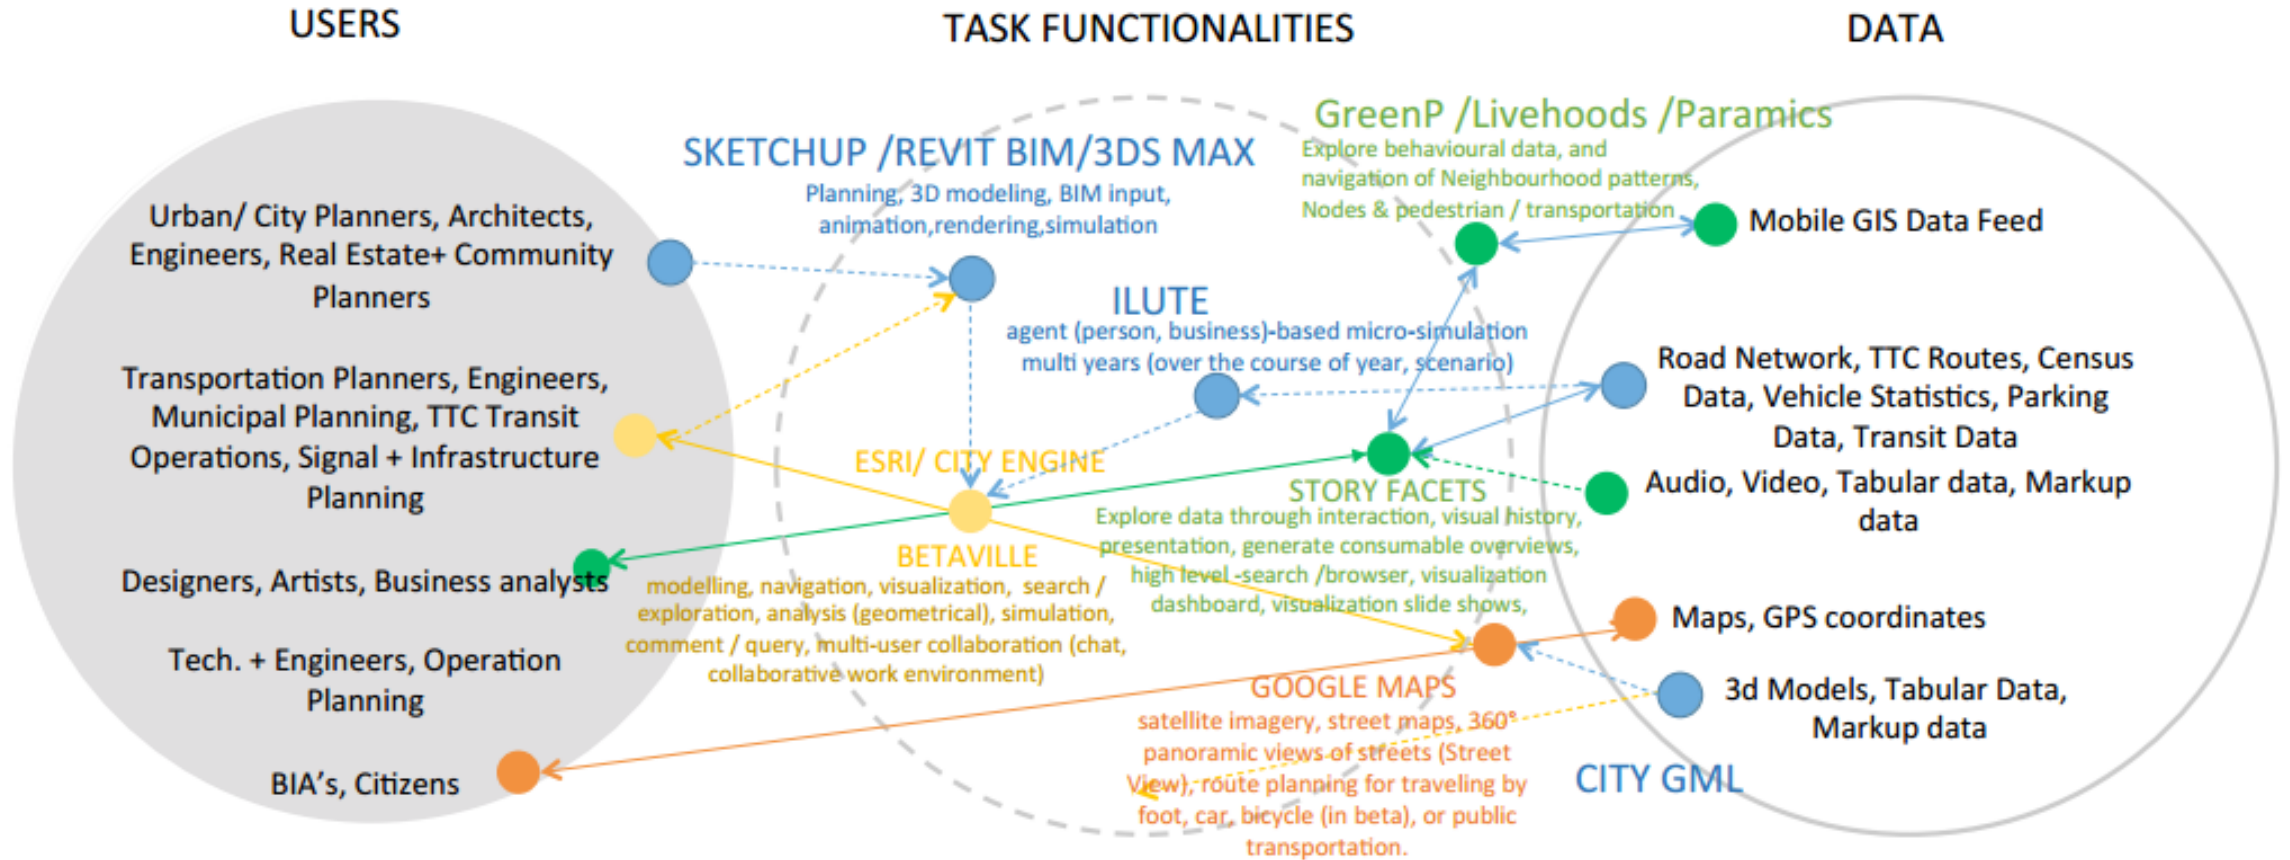 USERS
TASK FUNCTIONALITIES
DATA
Urban/ City Planners, Architects,
Engineers, Real Estate+ Community
Planners
Transportation Planners, Engineers,
Municipal Planning, TTC Transit
Operations, Signal + Infrastructure
Planning
Designers, Artists, Business analysts
Tech. + Engineers, Operation
Planning
BIA's, Citizens
SKETCHUP /REVIT BIM/3DS MAX
Planning, 3D modeling, BIM input,
animation,rendering,simulation
GreenP /Livehoods /Paramics
Explore behavioural data, and
navigation of Neighbourhood patterns,
Nodes & pedestrian / transportation
ILUTE
agent (person, business)-based micro-simulation
multi years (over the course of year, scenario)
ESRI/ CITY ENGINE
BETAVILLE
modelling, navigation, visualization, search /
exploration, analysis (geometrical), simulation,
comment / query, multi-user collaboration (chat,
collaborative work environment)
STORY FACETS
Explore data through interaction, visual history,
presentation, generate consumable overviews,
high level -search /browser, visualization
dashboard, visualization slide shows,
GOOGLE MAPS
satellite imagery, street maps, 360°
panoramic views of streets (Street
View), route planning for traveling by
foot, car, bicycle (in beta), or public
transportation.
Mobile GIS Data Feed
Road Network, TTC Routes, Census
Data, Vehicle Statistics, Parking
Data, Transit Data
Audio, Video, Tabular data, Markup
data
Maps, GPS coordinates
3d Models, Tabular Data,
Markup data
CITY GML